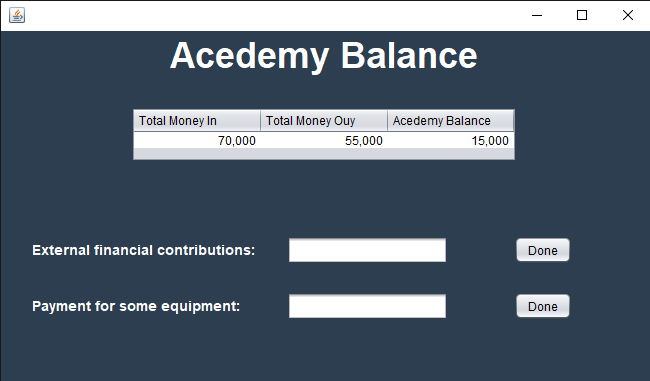 Acedemy Balance
Total Money In Total Money Ouy Acedemy Balance
70,000 55,000 15,000
External financial contributions: Done
Payment for some equipment: Done